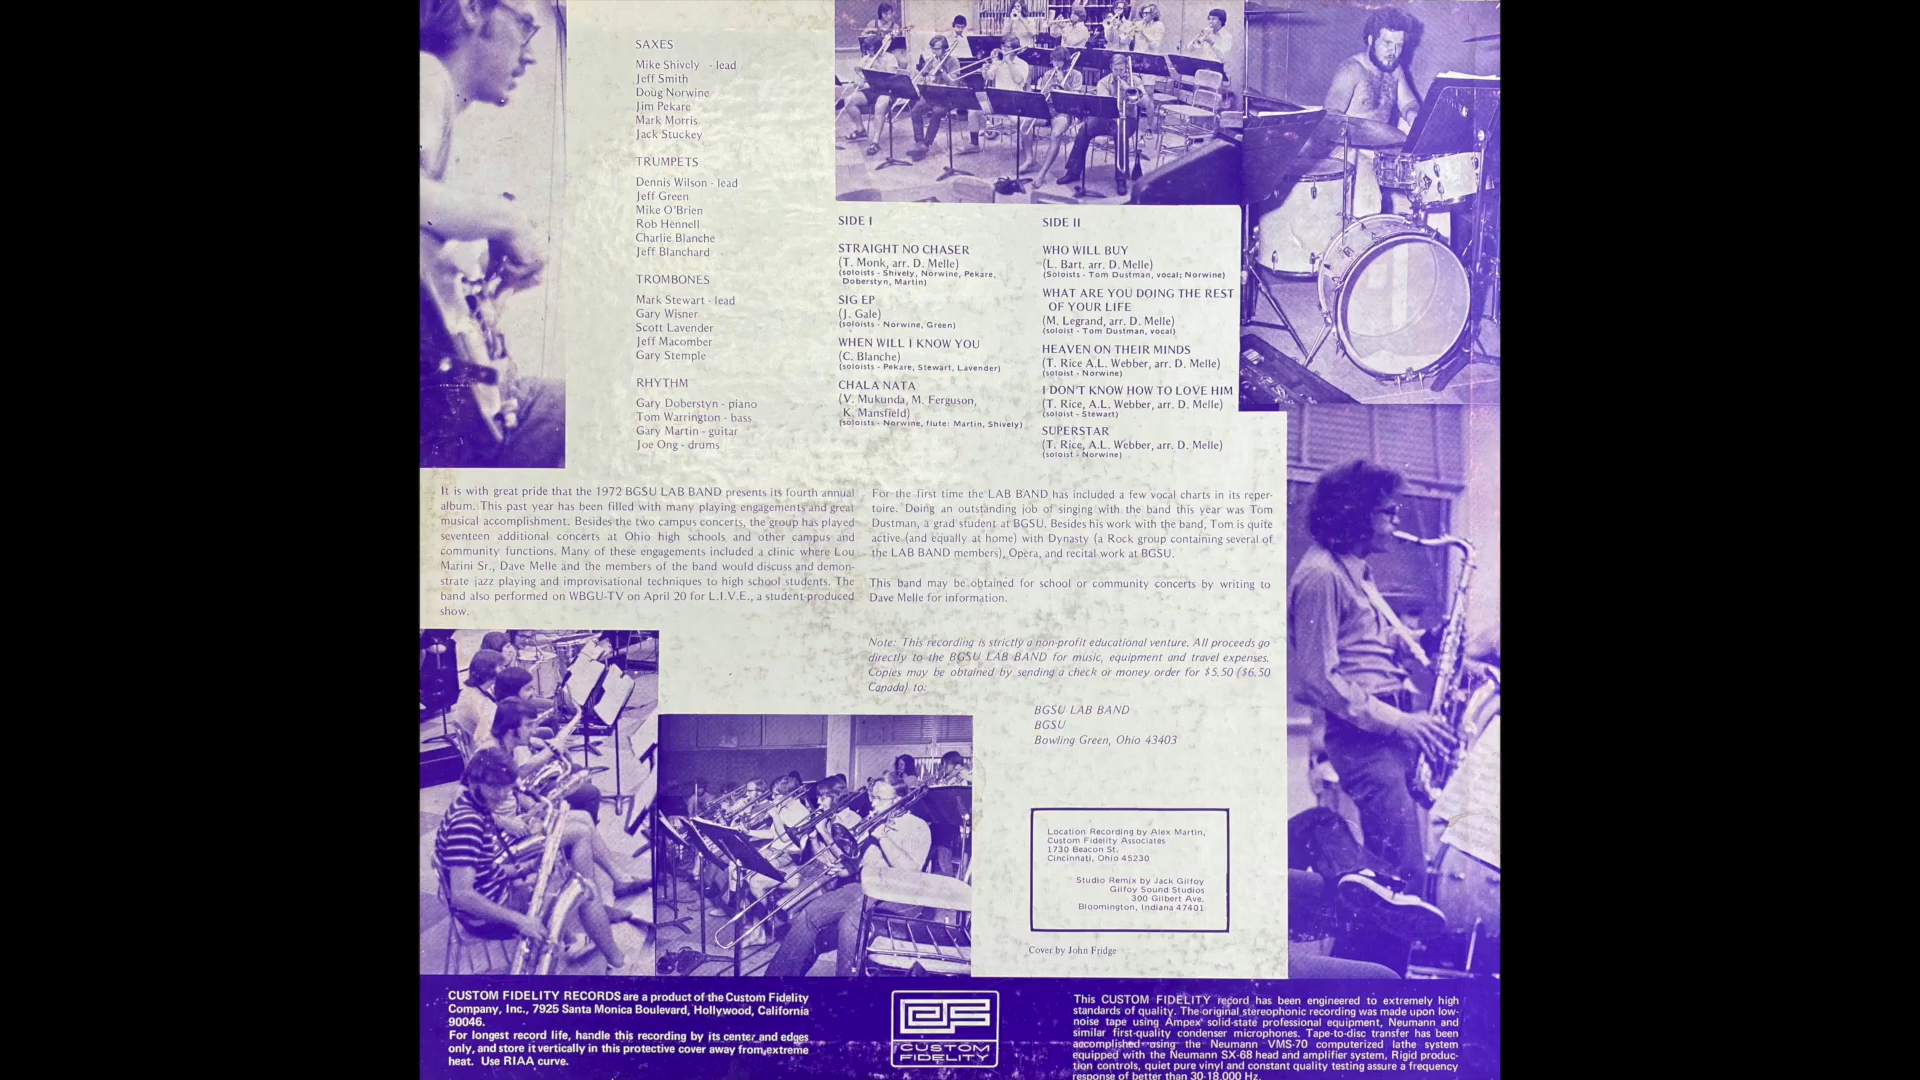 SAXES
Mike Shively - lead
Jeff Smith
Doug Norwine
Jim Pekare
Mark Morris
Jack Stuckey
TRUMPETS
Dennis Wilson - lead
Jeff Green
Mike O'Brien
Rob Hennell
Charlie Blanche
Jeff Blanchard
TROMBONES
Mark Stewart - lead
Gary Wisner
Scott Lavender
Jeff Macomber
Gary Stemple
RHYTHM
Gary Doberstyn - piano
Tom Warrington - bass
Gary Martin - guitar
Joe Ong - drums
SIDE I
STRAIGHT NO CHASER
(T. Monk, arr. D. Melle)
(soloists - Shively, Norwine, Pekare,
Doberstyn, Martin)
SIG EP
(J. Gale)
(soloists - Norwine, Green)
WHEN WILL I KNOW YOU
(C. Blanche)
(soloists - Pekare, Stewart, Lavender)
CHALA NATA
(V. Mukunda, M. Ferguson,
K. Mansfield)
(soloists - Norwine, flute: Martin, Shively)
SIDE II
WHO WILL BUY
(L. Bart, arr. D. Melle)
(Soloists - Tom Dustman, vocal; Norwine)
WHAT ARE YOU DOING THE REST
OF YOUR LIFE
(M. Legrand, arr. D. Melle)
(soloist - Tom Dustman, vocal)
HEAVEN ON THEIR MINDS
(T. Rice A.L. Webber, arr. D. Melle)
(soloist - Norwine)
I DON'T KNOW HOW TO LOVE HIM
(T. Rice, A.L. Webber, arr. D. Melle)
(soloist - Stewart)
SUPERSTAR
(T. Rice, A.L. Webber, arr. D. Melle)
(soloist - Norwine)
It is with great pride that the 1972 BGSU LAB BAND presents its fourth annual
album. This past year has been filled with many playing engagements and great
musical accomplishment. Besides the two campus concerts, the group has played
seventeen additional concerts at Ohio high schools and other campus and
community functions. Many of these engagements included a clinic where Lou
Marini Sr., Dave Melle and the members of the band would discuss and demon-
strate jazz playing and improvisational techniques to high school students. The
band also performed on WBGU-TV on April 20 for L.I.V.E., a student-produced
show.
For the first time the LAB BAND has included a few vocal charts in its reper-
toire. Doing an outstanding job of singing with the band this year was Tom
Dustman, a grad student at BGSU. Besides his work with the band, Tom is quite
active (and equally at home) with Dynasty (a Rock group containing several of
the LAB BAND members), Opera, and recital work at BGSU.
This band may be obtained for school or community concerts by writing to
Dave Melle for information.
Note: This recording is strictly a non-profit educational venture. All proceeds go
directly to the BGSU LAB BAND for music, equipment and travel expenses.
Copies may be obtained by sending a check or money order for $5.50 ($6.50
Canada) to:
BGSU LAB BAND
BGSU
Bowling Green, Ohio 43403
Location Recording by Alex Martin,
Custom Fidelity Associates
1730 Beacon St.
Cincinnati, Ohio 45230
Studio Remix by Jack Gilfoy
Gilfoy Sound Studios
300 Gilbert Ave.
Bloomington, Indiana 47401
Cover by John Fridge
CUSTOM FIDELITY RECORDS are a product of the Custom Fidelity
Company, Inc., 7925 Santa Monica Boulevard, Hollywood, California
90046.
For longest record life, handle this recording by its center and edges
only, and store it vertically in this protective cover away from extreme
heat. Use RIAA curve.
CUSTOM
FIDELITY
This CUSTOM FIDELITY record has been engineered to extremely high
standards of quality. The original stereophonic recording was made upon low-
noise tape using Ampex solid-state professional equipment, Neumann and
similar first-quality condenser microphones. Tape-to-disc transfer has been
accomplished using the Neumann VMS-70 computerized lathe system
equipped with the Neumann SX-68 head and amplifier system. Rigid produc-
tion controls, quiet pure vinyl and constant quality testing assure a frequency
response of better than 30-18,000 Hz.